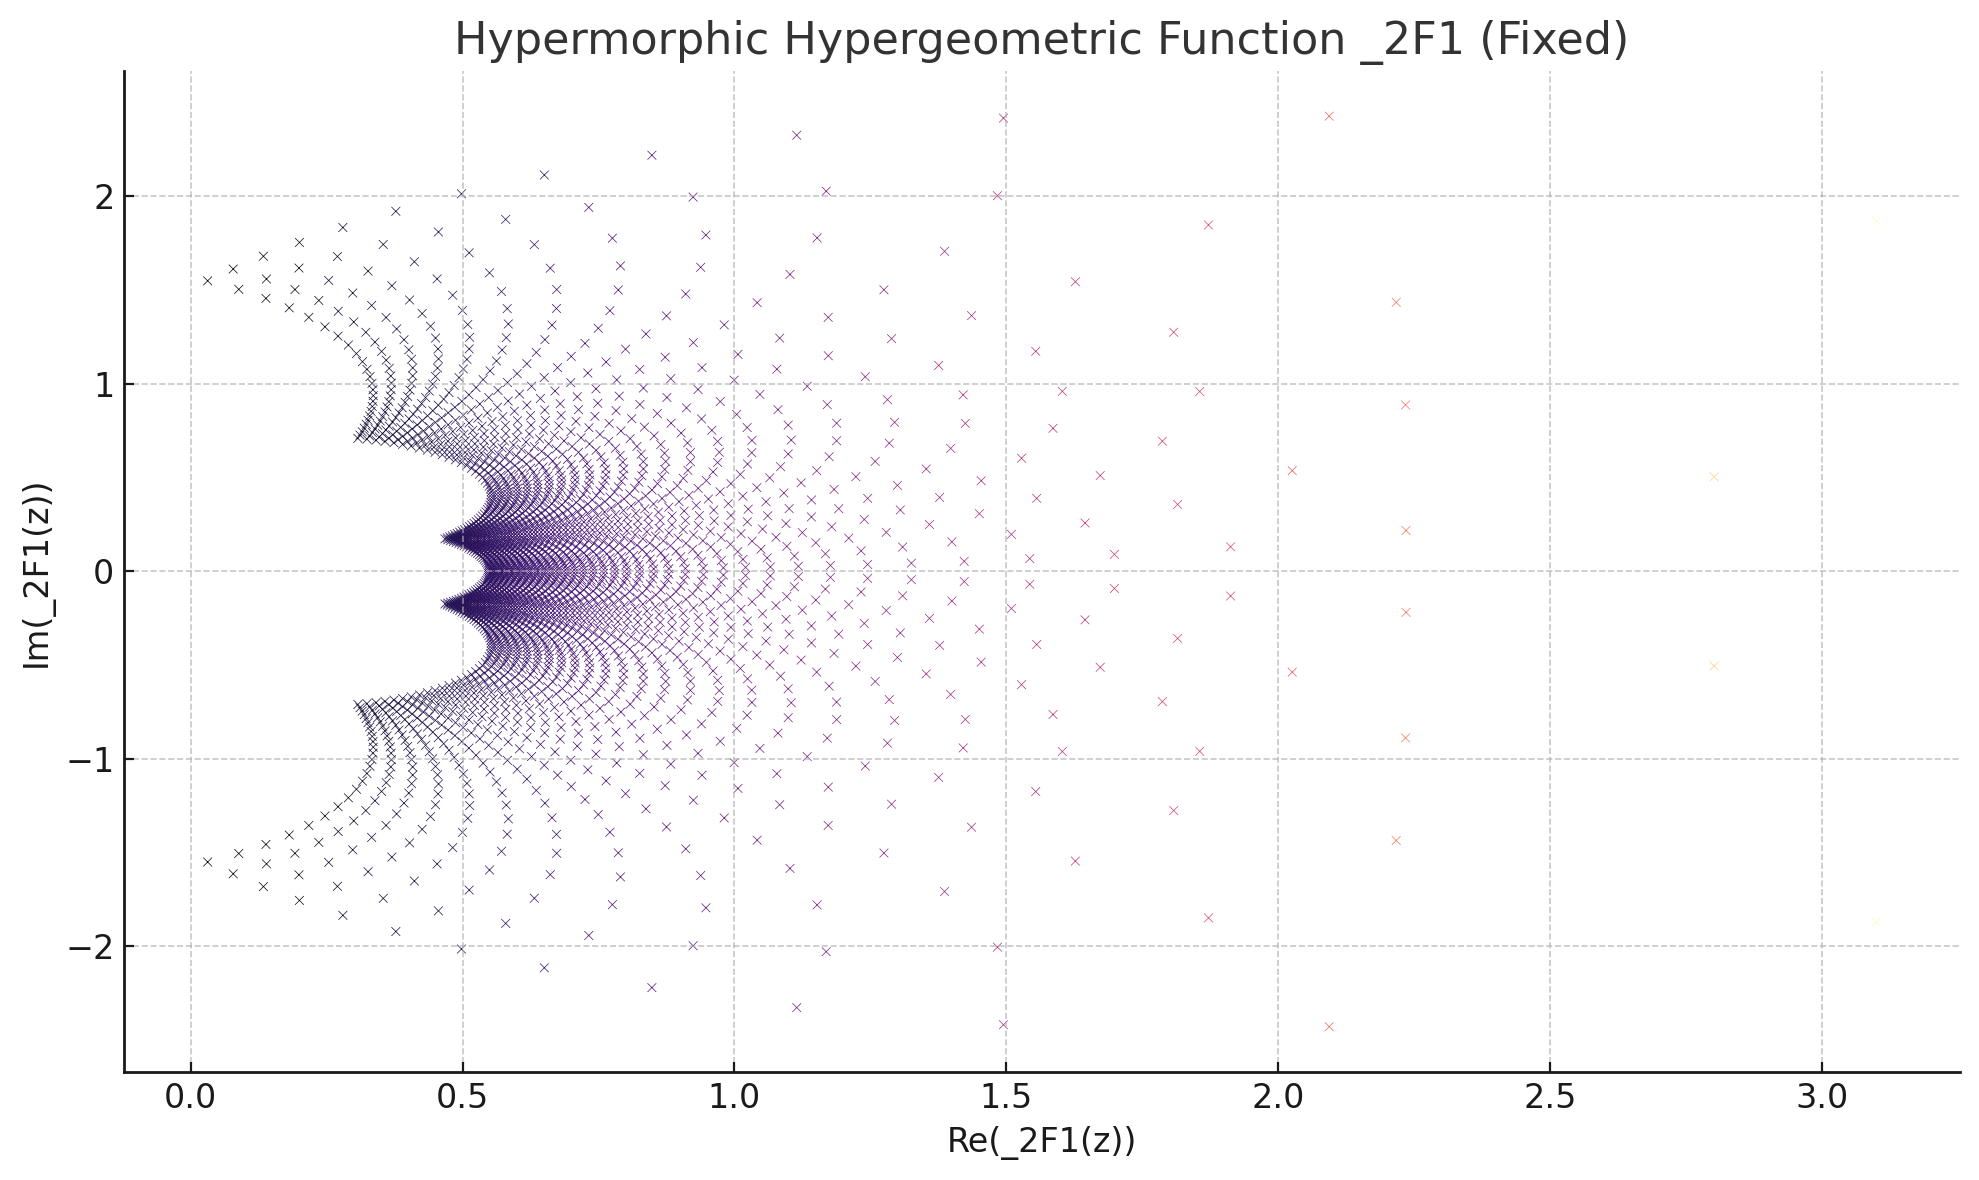 Hypermorphic Hypergeometric Function _2F1 (Fixed)
Im(_2F1(z))
2
1
0
−1
−2
0.0 0.5 1.0 1.5 2.0 2.5 3.0
Re(_2F1(z))